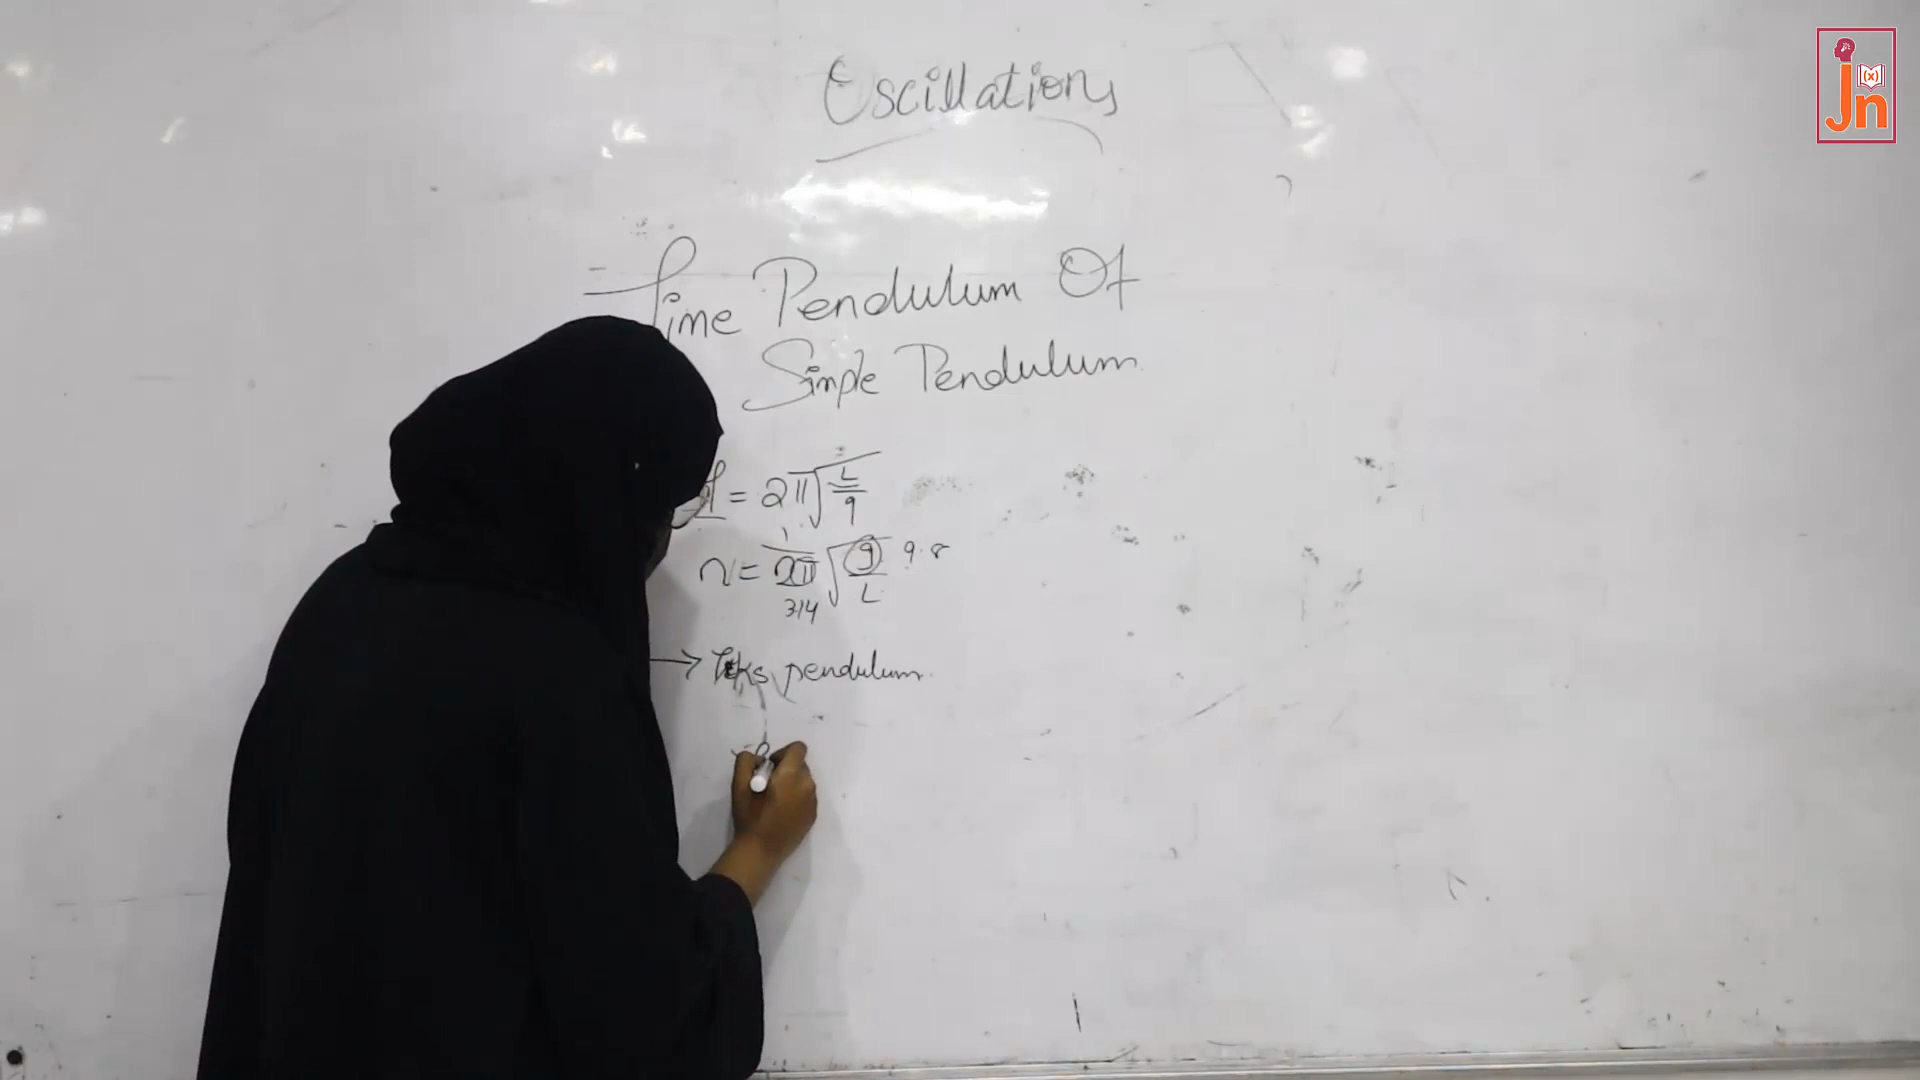 Oscillations
Time Pendulum Of
Simple Pendulum
T = 2π√L/g
n = 1/2π √g/L 9.8
3.14
→ pendulum
Jn
(x)